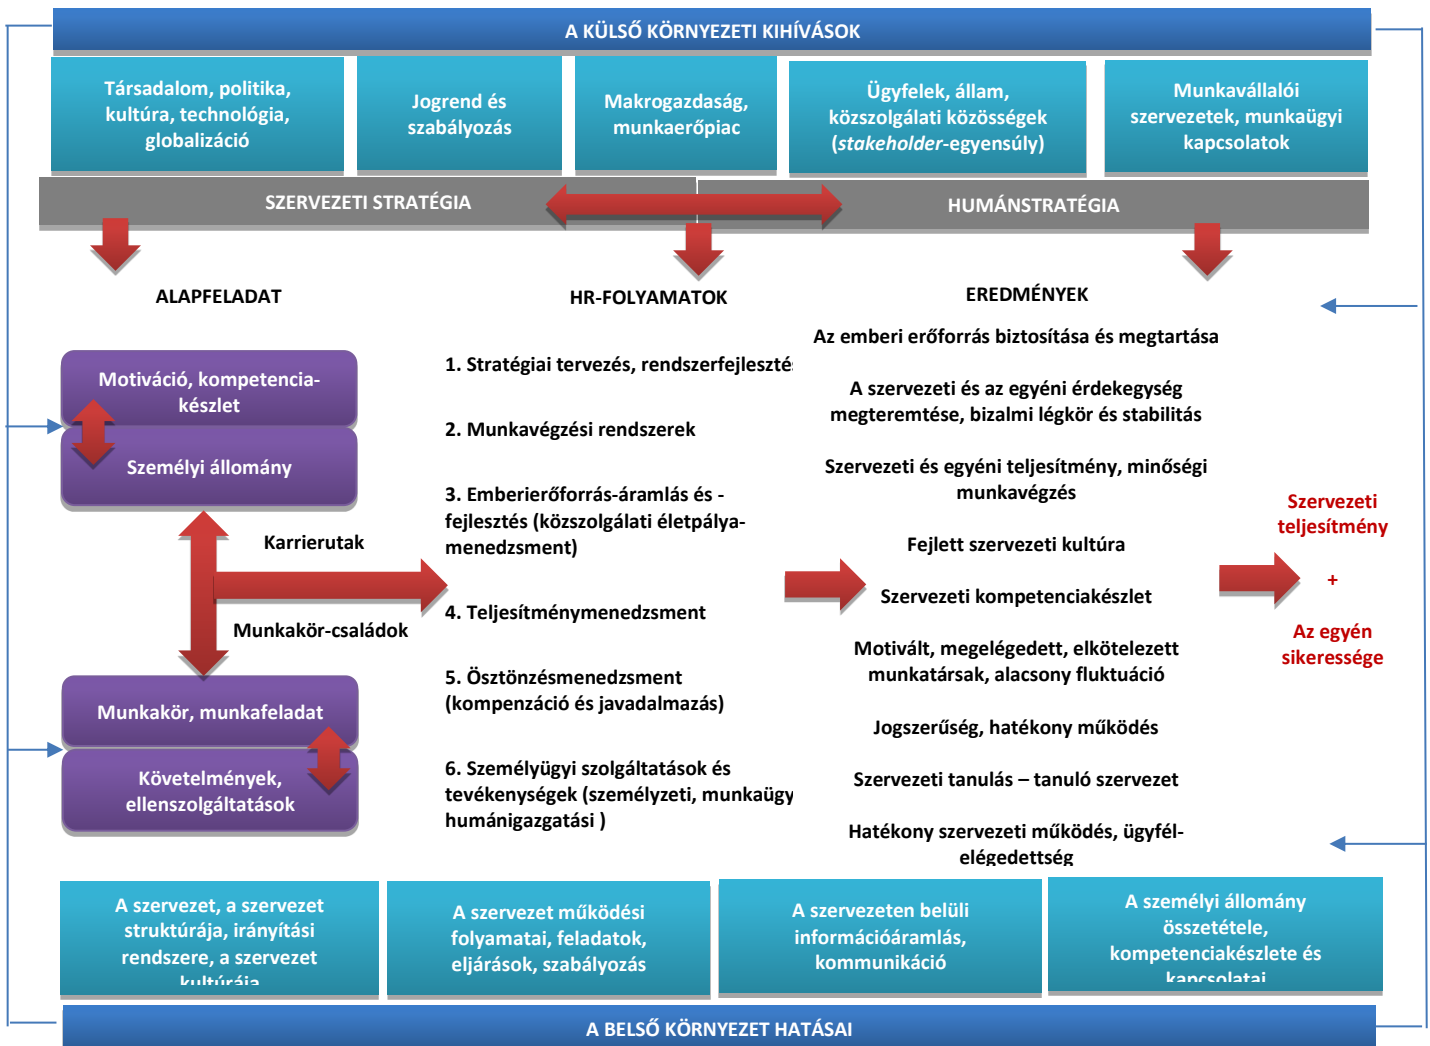 A KÜLSŐ KÖRNYEZETI KIHÍVÁSOK
Társadalom, politika,
kultúra, technológia,
globalizáció
Jogrend és
szabályozás
Makrogazdaság,
munkaerőpiac
Ügyfelek, állam,
közszolgálati közösségek
(stakeholder-egyensúly)
Munkavállalói
szervezetek, munkaügyi
kapcsolatok
SZERVEZETI STRATÉGIA
HUMÁNSTRATÉGIA
ALAPFELADAT
Motiváció, kompetencia-
készlet
Személyi állomány
Karrierutak
Munkakör-családok
Munkakör, munkafeladat
Követelmények,
ellenszolgáltatások
HR-FOLYAMATOK
1. Stratégiai tervezés, rendszerfejlesztés
2. Munkavégzési rendszerek
3. Emberierőforrás-áramlás és -
fejlesztés (közszolgálati életpálya-
menedzsment)
4. Teljesítménymenedzsment
5. Ösztönzésmenedzsment
(kompenzáció és javadalmazás)
6. Személyügyi szolgáltatások és
tevékenységek (személyzeti, munkaügy
humánigazgatási )
EREDMÉNYEK
Az emberi erőforrás biztosítása és megtartása
A szervezeti és az egyéni érdekegység
megteremtése, bizalmi légkör és stabilitás
Szervezeti és egyéni teljesítmény, minőségi
munkavégzés
Fejlett szervezeti kultúra
Szervezeti kompetenciakészlet
Motivált, megelégedett, elkötelezett
munkatársak, alacsony fluktuáció
Jogszerűség, hatékony működés
Szervezeti tanulás – tanuló szervezet
Hatékony szervezeti működés, ügyfél-
elégedettség
Szervezeti
teljesítmény
+
Az egyén
sikeressége
A szervezet, a szervezet
struktúrája, irányítási
rendszere, a szervezet
kultúrája
A szervezet működési
folyamatai, feladatok,
eljárások, szabályozás
A szervezeten belüli
információáramlás,
kommunikáció
A személyi állomány
összetétele,
kompetenciakészlete és
kapcsolatai
A BELSŐ KÖRNYEZET HATÁSAI